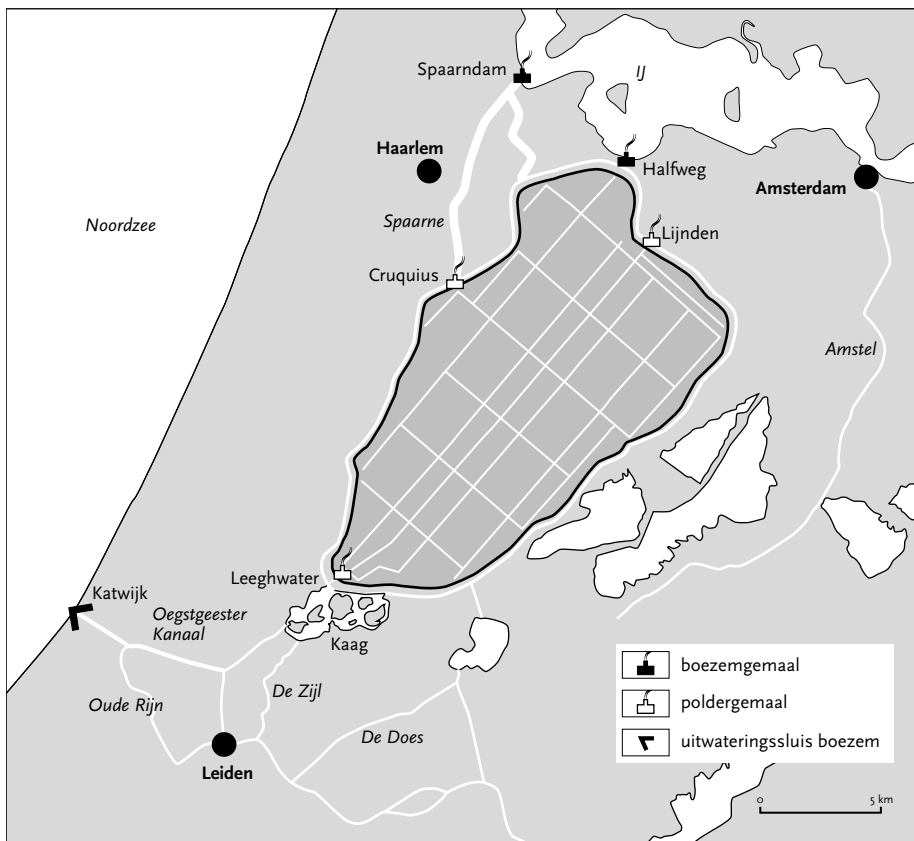 Spaarndam
IJ
Haarlem
Halfweg
Amsterdam
Noordzee
Spaarne
Lijnden
Cruquius
Amstel
Leeghwater
Katwijk
Oegstgeester
Kanaal
Kaag
Oude Rijn
De Zijl
De Does
Leiden
boezemgemaal
poldergemaal
uitwateringssluis boezem
0
5 km